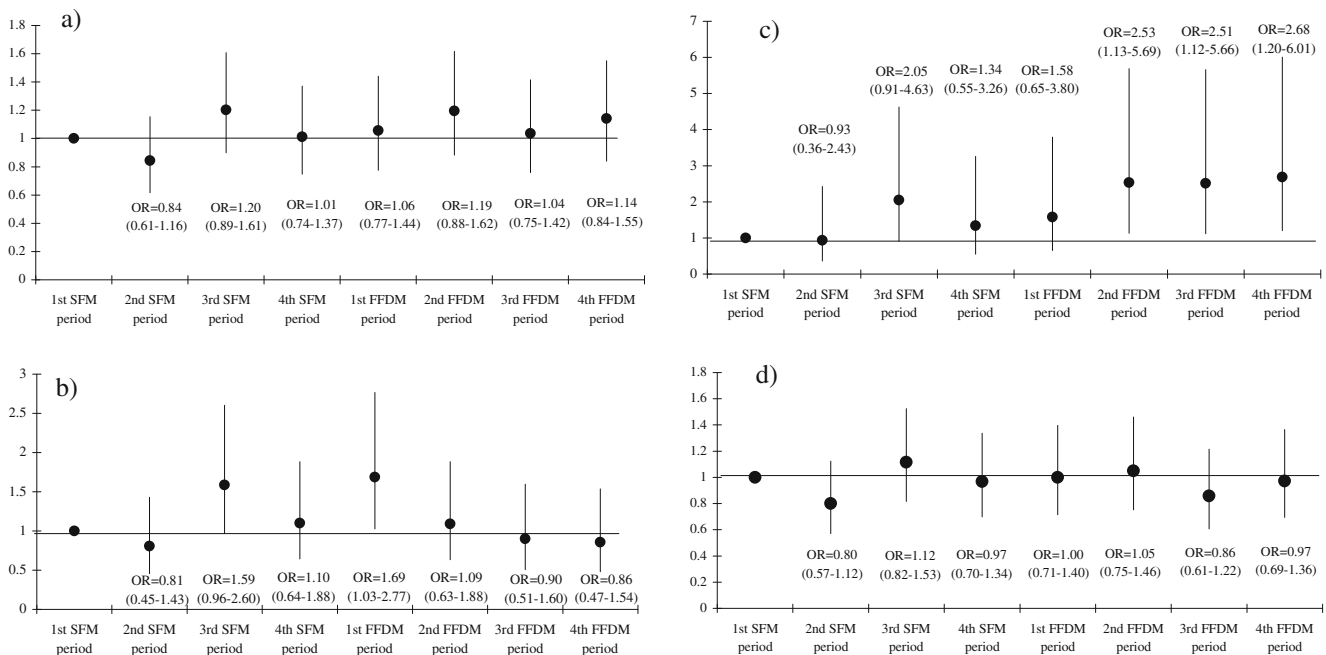 a)
1.8
1.6
1.4
1.2
1
0.8
0.6
0.4
0.2
0
OR=0.84 OR=1.20 OR=1.01 OR=1.06 OR=1.19 OR=1.04 OR=1.14
(0.61-1.16) (0.89-1.61) (0.74-1.37) (0.77-1.44) (0.88-1.62) (0.75-1.42) (0.84-1.55)
1st SFM 2nd SFM 3rd SFM 4th SFM 1st FFDM 2nd FFDM 3rd FFDM 4th FFDM
period period period period period period period period
b)
3
2.5
2
1.5
1
0.5
0
OR=0.81 OR=1.59 OR=1.10 OR=1.69 OR=1.09 OR=0.90 OR=0.86
(0.45-1.43) (0.96-2.60) (0.64-1.88) (1.03-2.77) (0.63-1.88) (0.51-1.60) (0.47-1.54)
1st SFM 2nd SFM 3rd SFM 4th SFM 1st FFDM 2nd FFDM 3rd FFDM 4th FFDM
period period period period period period period period
c)
7
6
5
4
3
2
1
0
OR=2.53 OR=2.51 OR=2.68
(1.13-5.69) (1.12-5.66) (1.20-6.01)
OR=2.05 OR=1.34 OR=1.58
(0.91-4.63) (0.55-3.26) (0.65-3.80)
OR=0.93
(0.36-2.43)
1st SFM 2nd SFM 3rd SFM 4th SFM 1st FFDM 2nd FFDM 3rd FFDM 4th FFDM
period period period period period period period period
d)
1.8
1.6
1.4
1.2
1
0.8
0.6
0.4
0.2
0
OR=0.80 OR=1.12 OR=0.97 OR=1.00 OR=1.05 OR=0.86 OR=0.97
(0.57-1.12) (0.82-1.53) (0.70-1.34) (0.71-1.40) (0.75-1.46) (0.61-1.22) (0.69-1.36)
1st SFM 2nd SFM 3rd SFM 4th SFM 1st FFDM 2nd FFDM 3rd FFDM 4th FFDM
period period period period period period period period